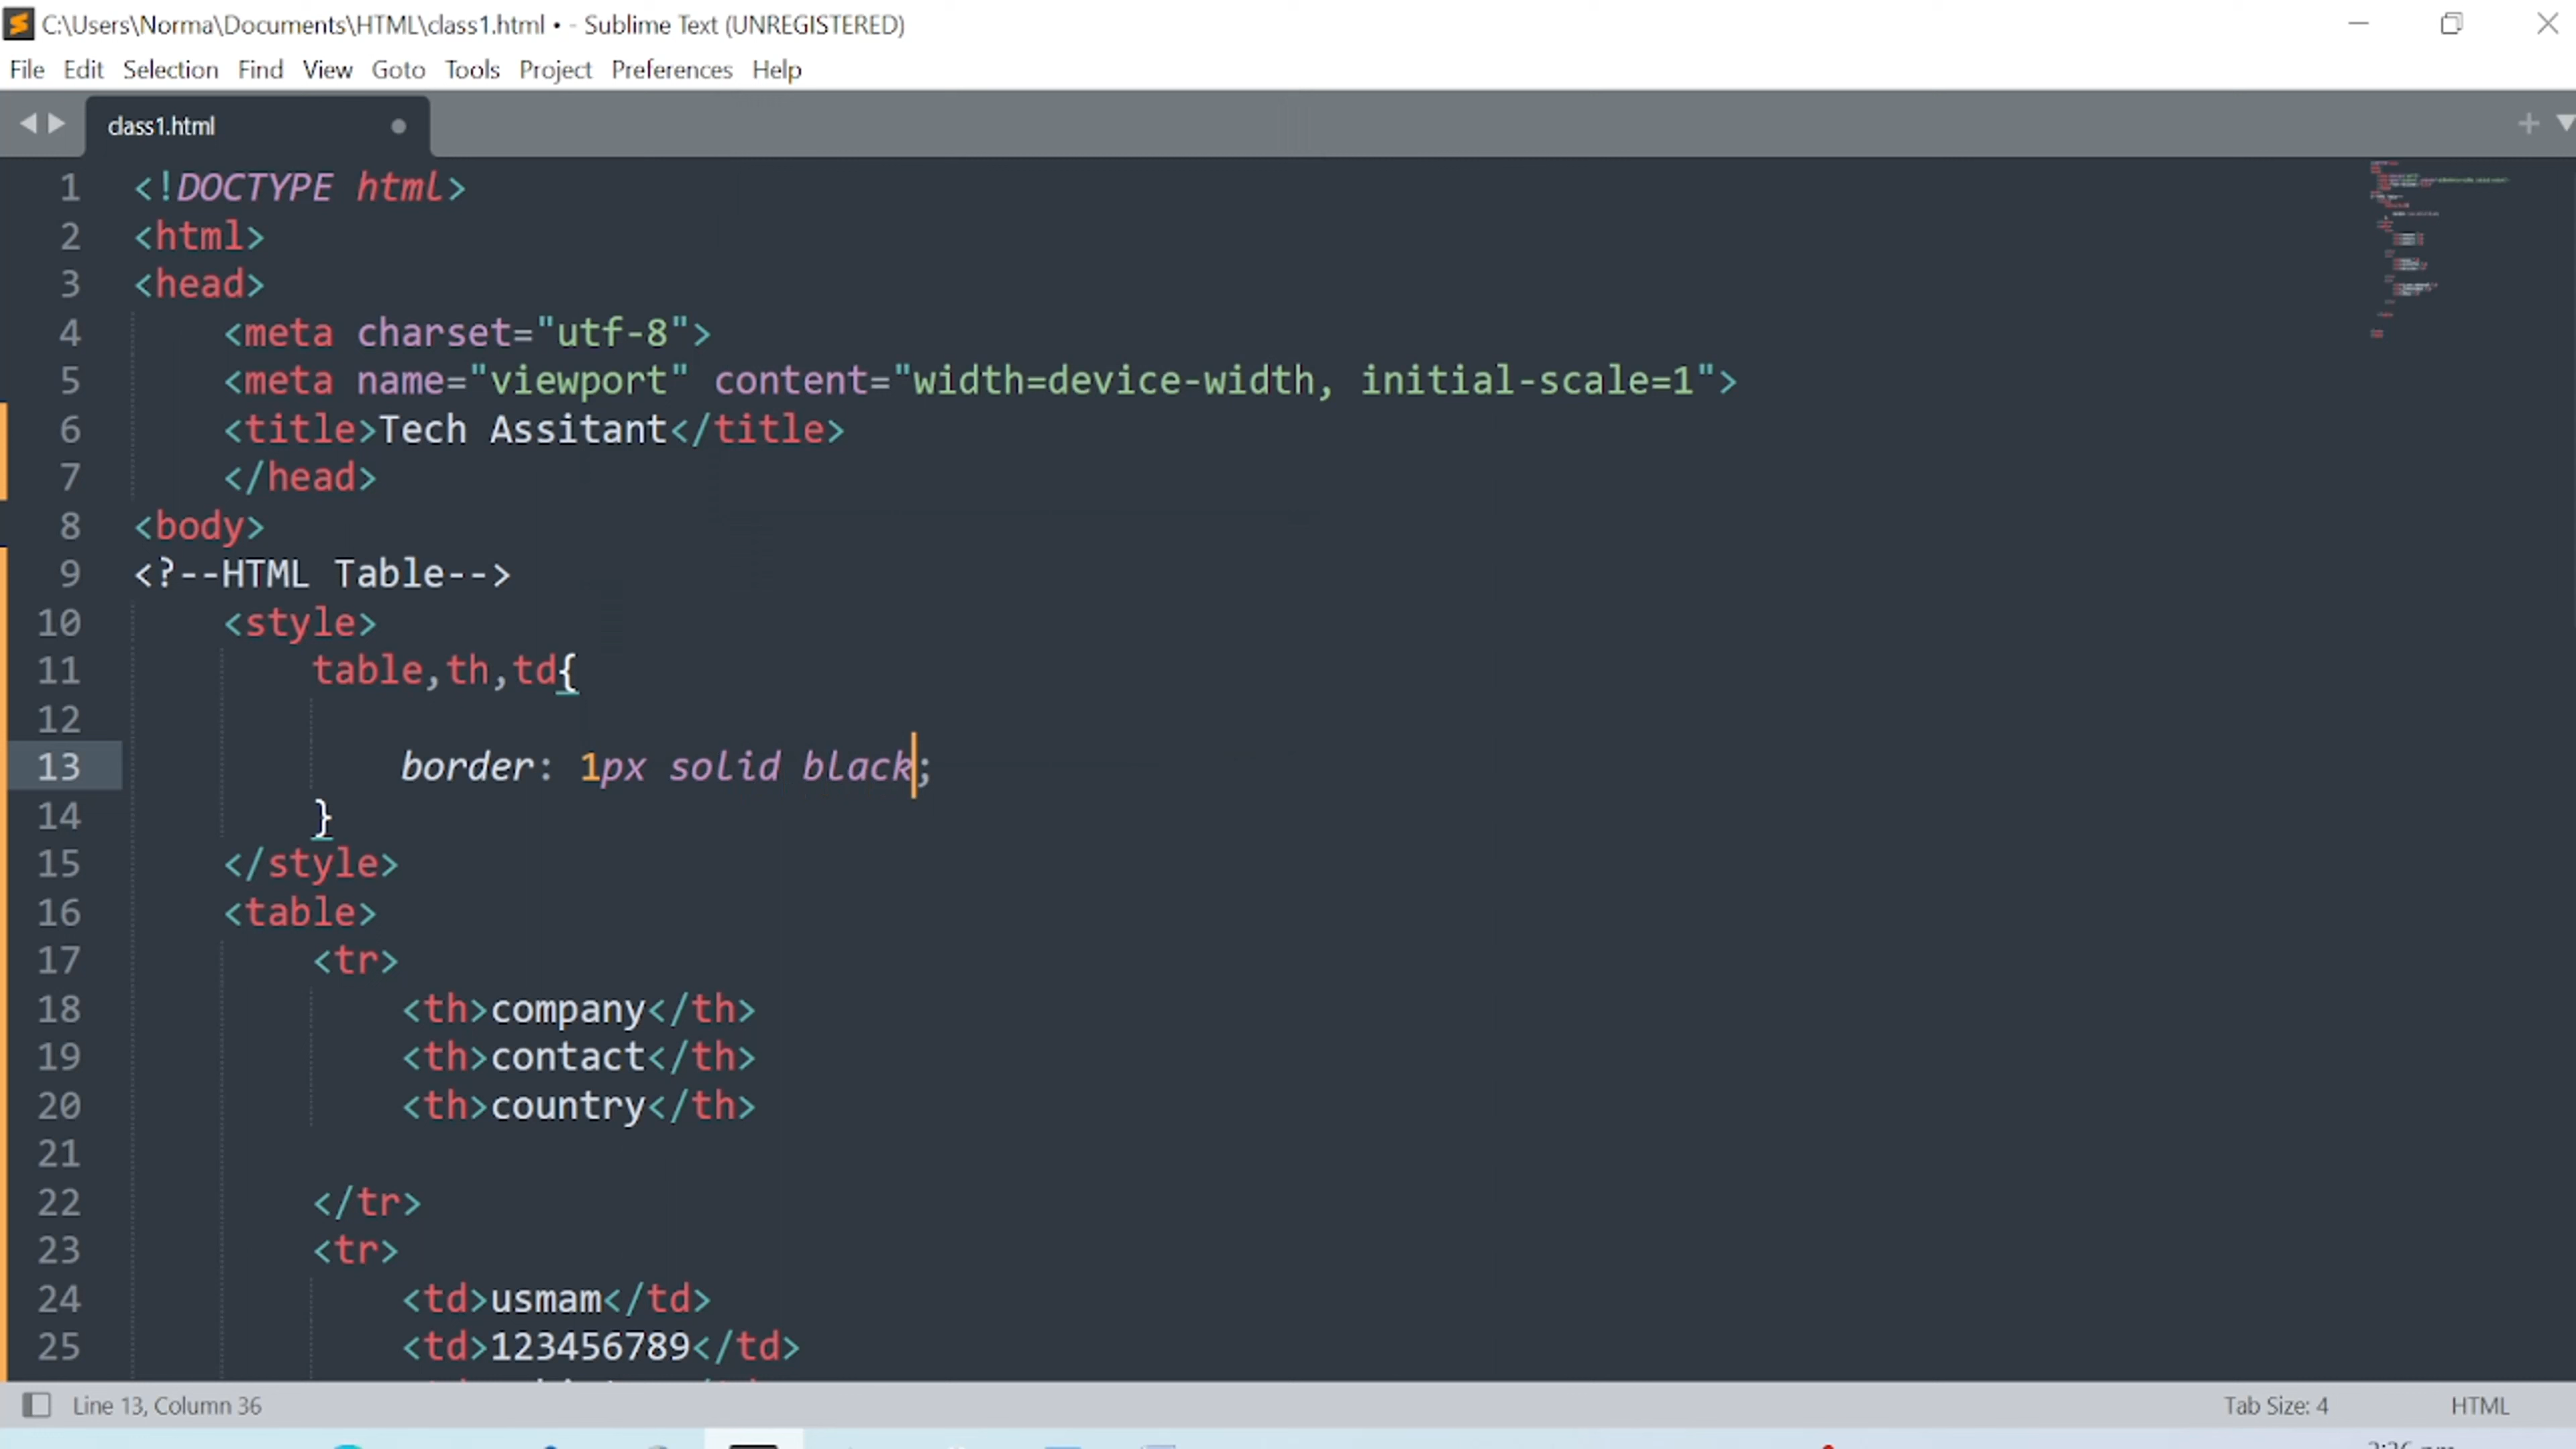 C:\Users\Norma\Documents\HTML\class1.html • - Sublime Text (UNREGISTERED)
File Edit Selection Find View Goto Tools Project Preferences Help
class1.html
1 <!DOCTYPE html>
2 <html>
3 <head>
4 <meta charset="utf-8">
5 <meta name="viewport" content="width=device-width, initial-scale=1">
6 <title>Tech Assitant</title>
7 </head>
8 <body>
9 <?--HTML Table-->
10 <style>
11 table,th,td{
12
13 border: 1px solid black;
14 }
15 </style>
16 <table>
17 <tr>
18 <th>company</th>
19 <th>contact</th>
20 <th>country</th>
21
22 </tr>
23 <tr>
24 <td>usmam</td>
25 <td>123456789</td>
Line 13, Column 36 Tab Size: 4 HTML